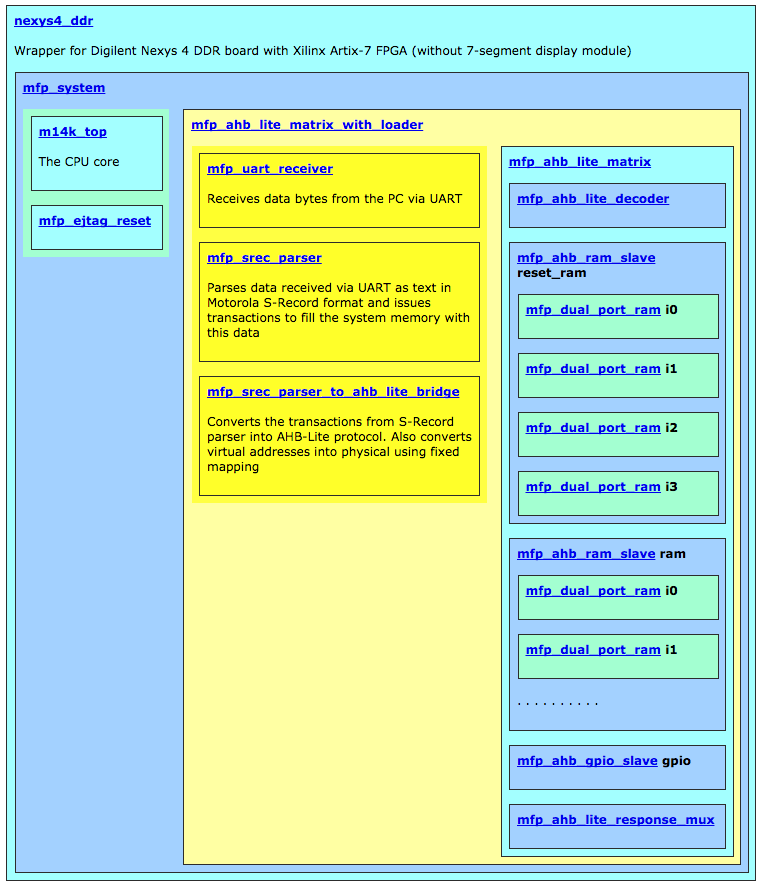 nexys4_ddr
Wrapper for Digilent Nexys 4 DDR board with Xilinx Artix-7 FPGA (without 7-segment display module)
mfp_system
m14k_top
The CPU core
mfp_ejtag_reset
mfp_ahb_lite_matrix_with_loader
mfp_uart_receiver
Receives data bytes from the PC via UART
mfp_srec_parser
Parses data received via UART as text in
Motorola S-Record format and issues
transactions to fill the system memory with
this data
mfp_srec_parser_to_ahb_lite_bridge
Converts the transactions from S-Record
parser into AHB-Lite protocol. Also converts
virtual addresses into physical using fixed
mapping
mfp_ahb_lite_matrix
mfp_ahb_lite_decoder
mfp_ahb_ram_slave
reset_ram
mfp_dual_port_ram i0
mfp_dual_port_ram i1
mfp_dual_port_ram i2
mfp_dual_port_ram i3
mfp_ahb_ram_slave ram
mfp_dual_port_ram i0
mfp_dual_port_ram i1
. . . . . . . . . .
mfp_ahb_gpio_slave gpio
mfp_ahb_lite_response_mux